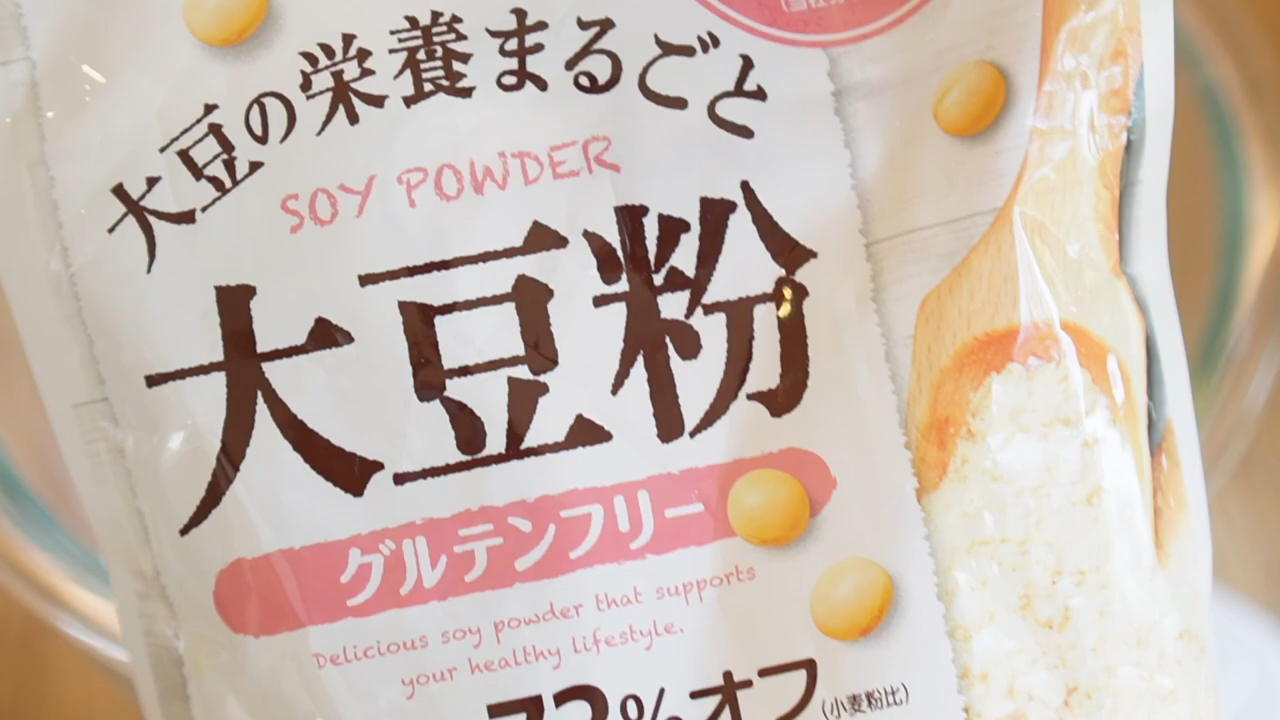 大豆の栄養まるごと
SOY POWDER
大豆粉
グルテンフリー
Delicious soy powder that supports
your healthy lifestyle.
%オフ(小麦粉比)